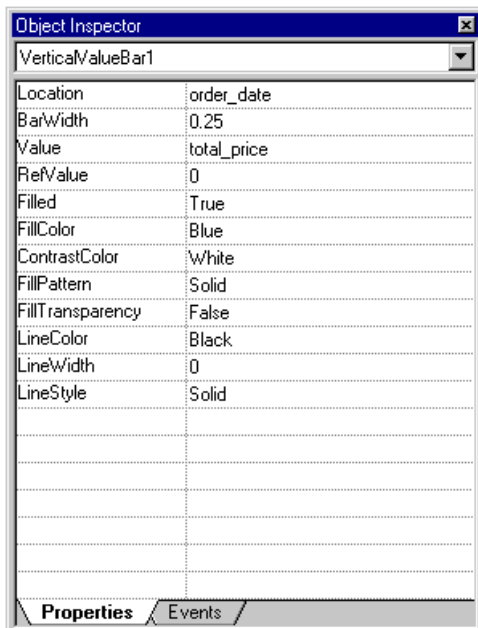 Object Inspector
VerticalValueBar1
Location order_date
BarWidth 0.25
Value total_price
RefValue 0
Filled True
FillColor Blue
ContrastColor White
FillPattern Solid
FillTransparency False
LineColor Black
LineWidth 0
LineStyle Solid
Properties Events